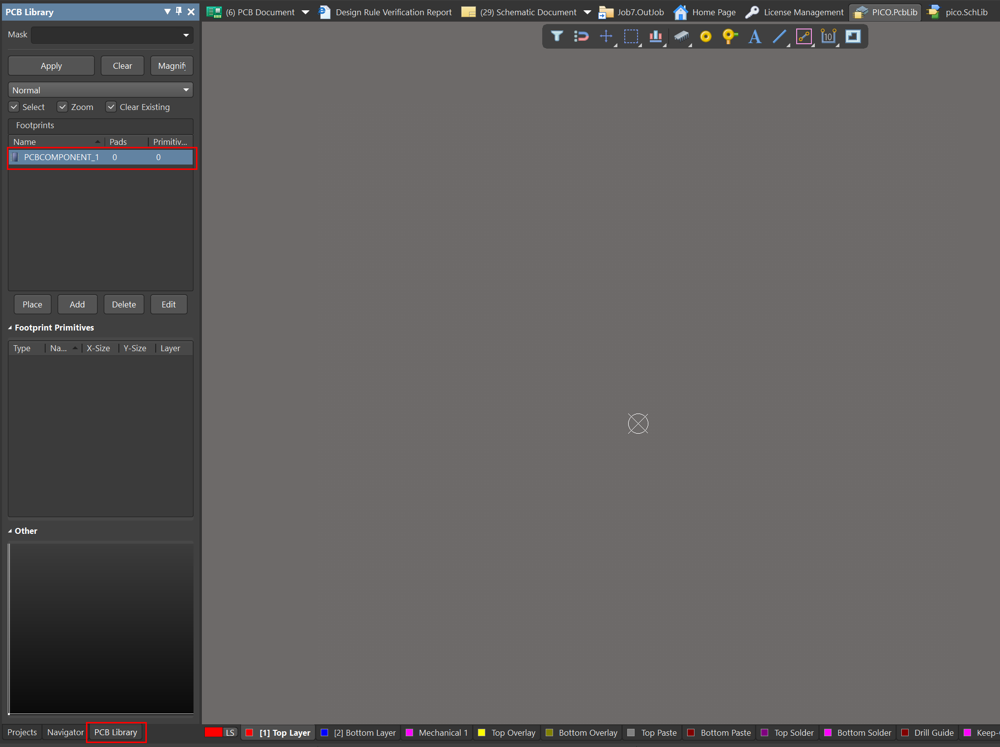 PCB Library
(6) PCB Document
Design Rule Verification Report
(29) Schematic Document
Job7.OutJob
Home Page
License Management
PICO.PcbLib
pico.SchLib
Mask
A
10
Apply
Clear
Magnify
Normal
Select
Zoom
Clear Existing
Footprints
Name
Pads
Primitiv...
PCBCOMPONENT_1
0
0
Place
Add
Delete
Edit
Footprint Primitives
Type
Na...
X-Size
Y-Size
Layer
Other
Projects
Navigator
PCB Library
LS
[1] Top Layer
[2] Bottom Layer
Mechanical 1
Top Overlay
Bottom Overlay
Top Paste
Bottom Paste
Top Solder
Bottom Solder
Drill Guide
Keep-